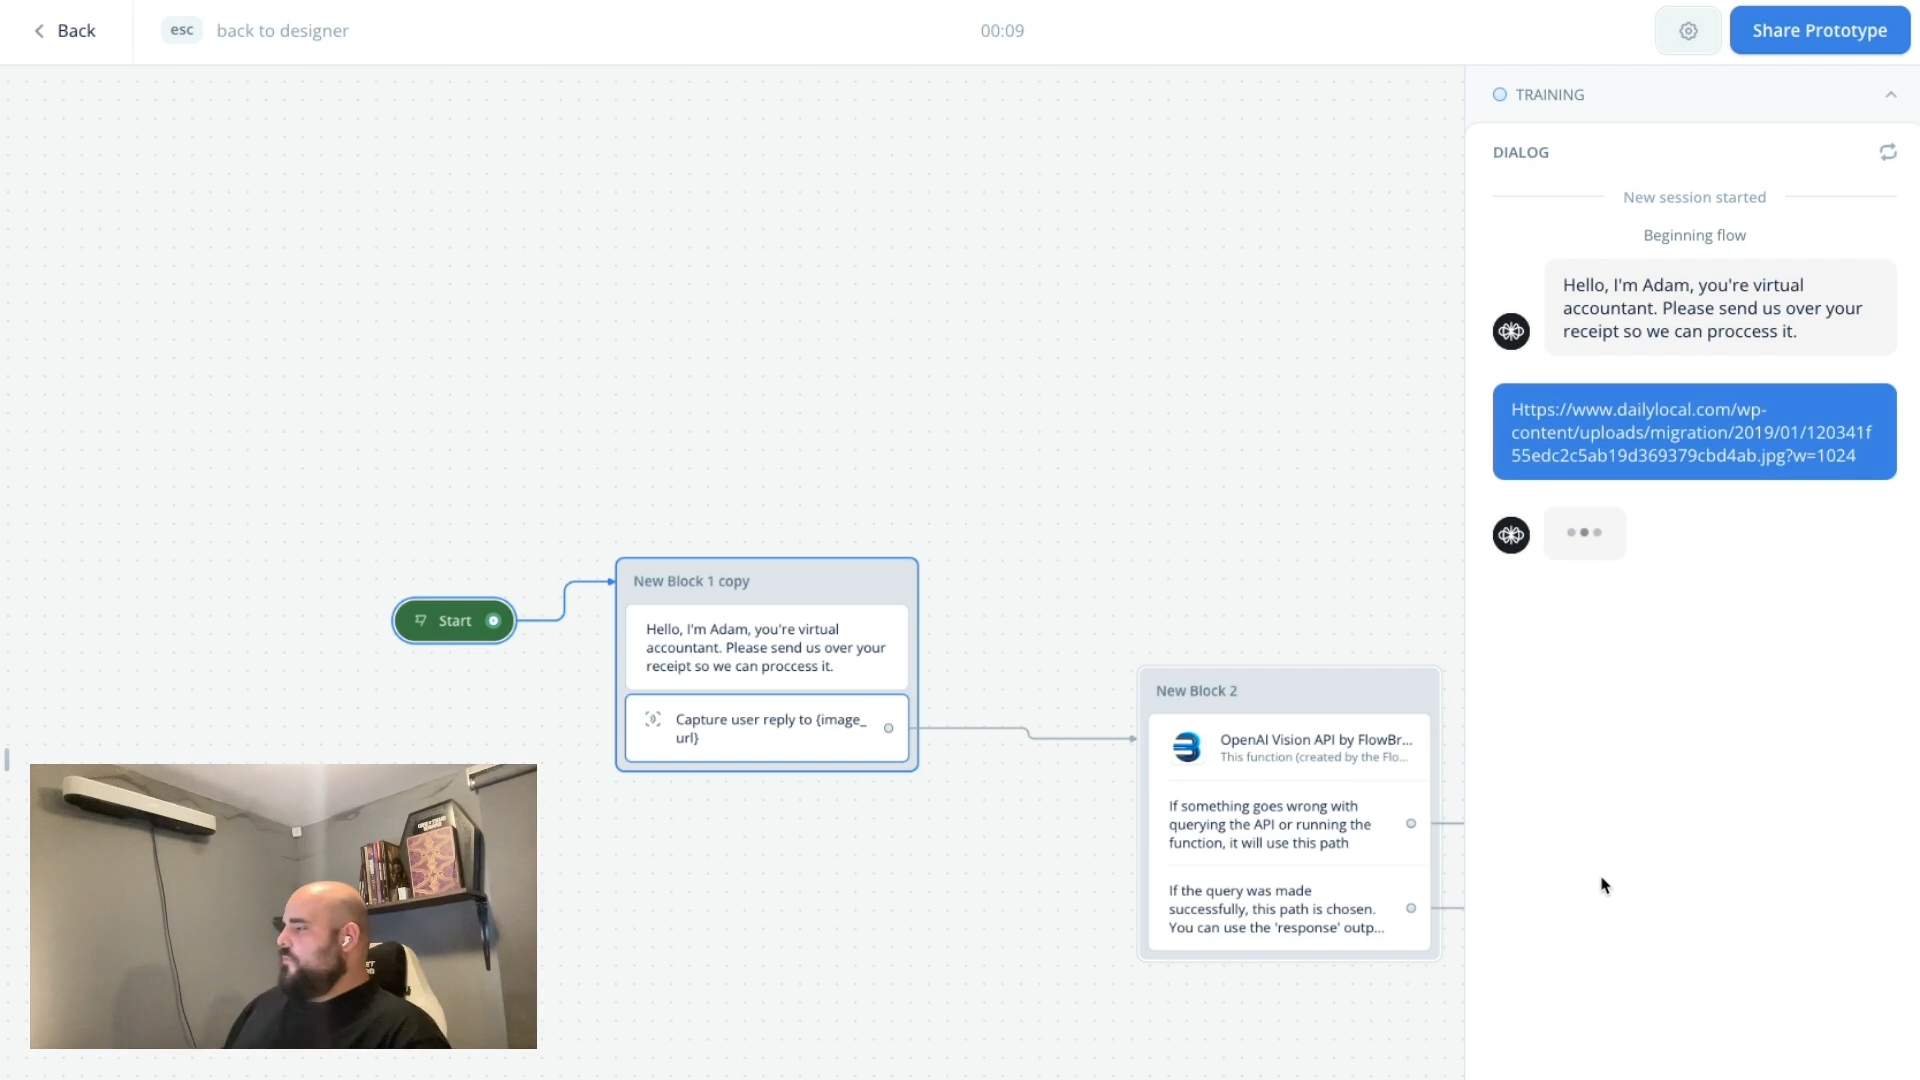 Back
esc back to designer
00:09
Share Prototype
TRAINING
DIALOG
New session started
Beginning flow
Hello, I'm Adam, you're virtual
accountant. Please send us over your
receipt so we can proccess it.
Https://www.dailylocal.com/wp-
content/uploads/migration/2019/01/120341f
55edc2c5ab19d369379cbd4ab.jpg?w=1024
Start
New Block 1 copy
Hello, I'm Adam, you're virtual
accountant. Please send us over your
receipt so we can proccess it.
Capture user reply to {image_
url}
New Block 2
OpenAI Vision API by FlowBr...
This function (created by the Flo...
If something goes wrong with
querying the API or running the
function, it will use this path
If the query was made
successfully, this path is chosen.
You can use the 'response' outp...